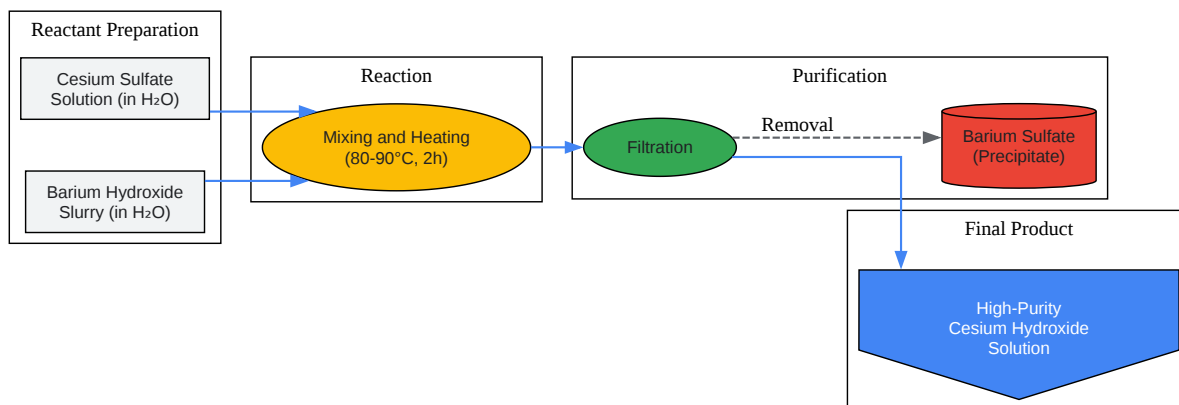 Reactant Preparation
Cesium Sulfate
Solution (in H₂O)
Barium Hydroxide
Slurry (in H₂O)
Reaction
Mixing and Heating
(80-90°C, 2h)
Purification
Filtration
Removal
Barium Sulfate
(Precipitate)
Final Product
High-Purity
Cesium Hydroxide
Solution